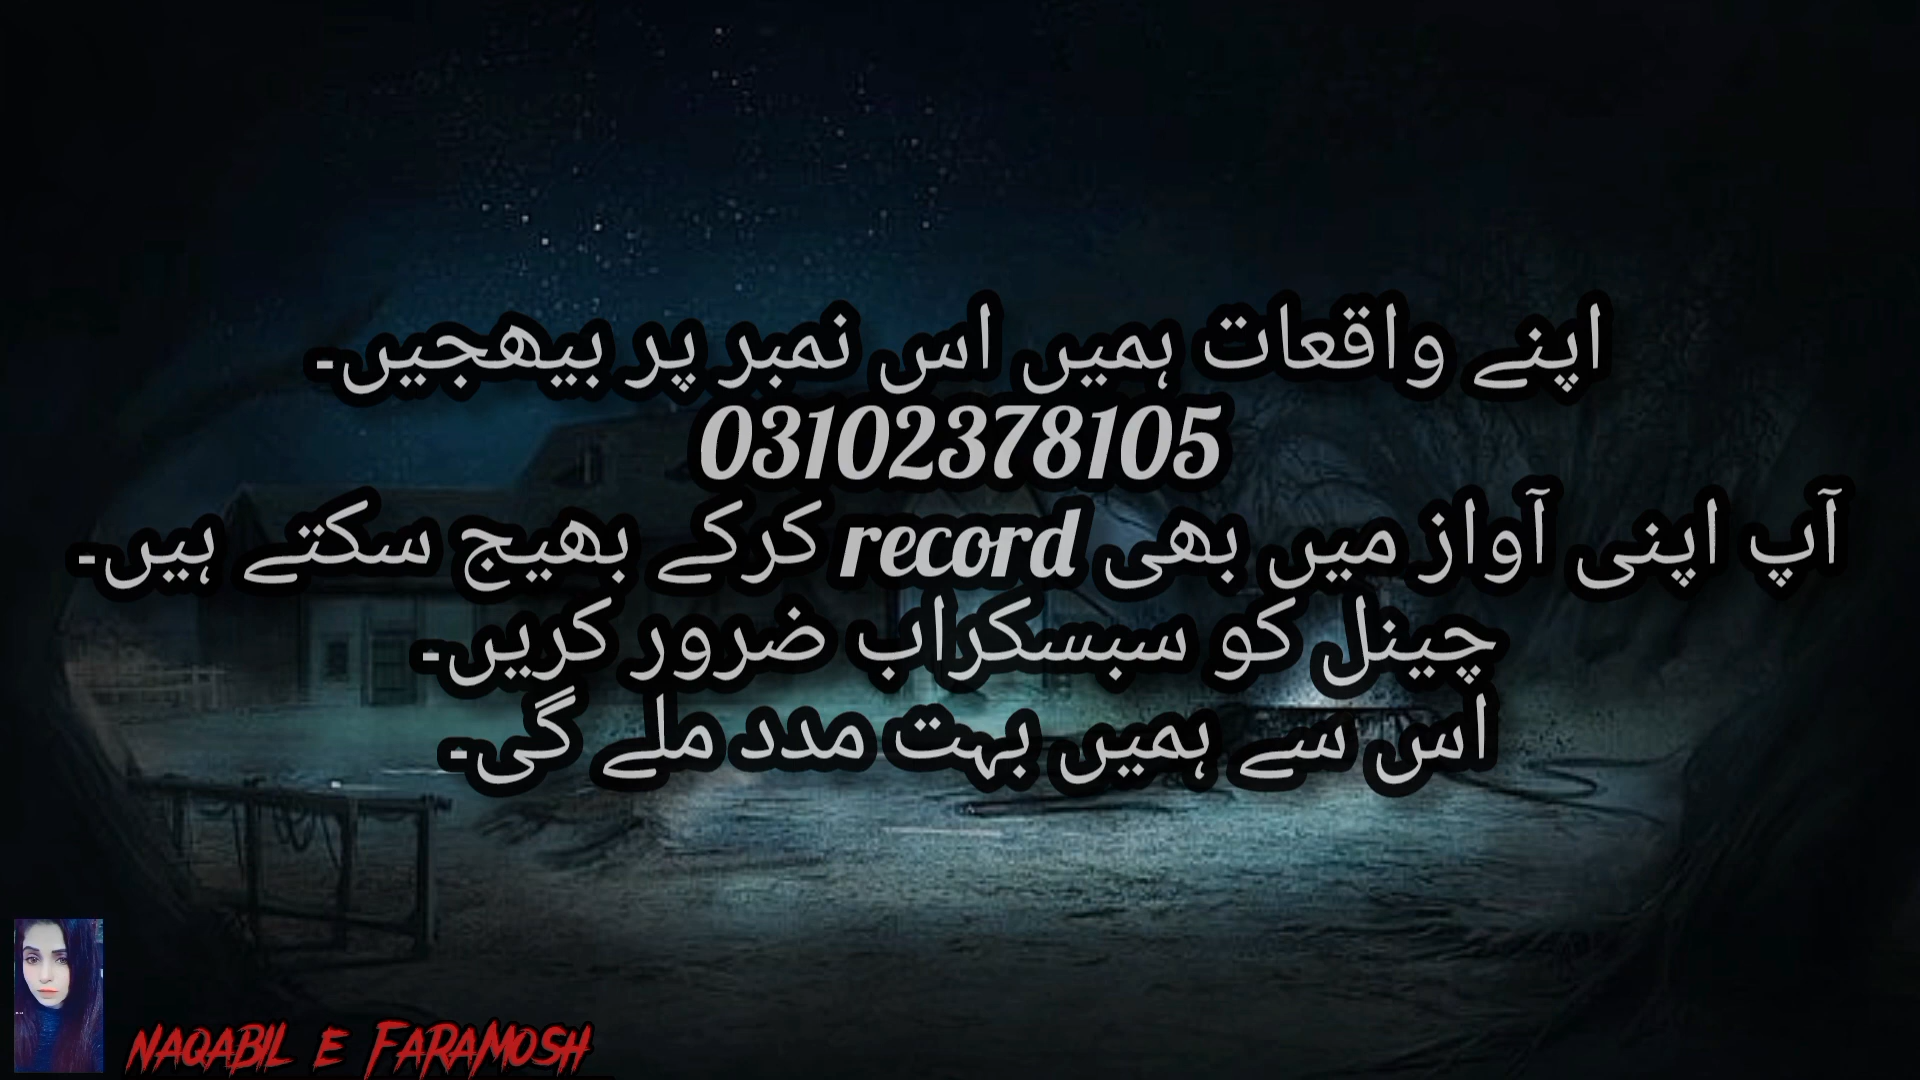 اپنے واقعات ہمیں اس نمبر پر بیھجیں۔
03102378105
آپ اپنی آواز میں بھی record کرکے بھیج سکتے ہیں۔
چینل کو سبسکراب ضرور کریں۔
اس سے ہمیں بہت مدد ملے گی۔
NAQABIL E FARAMOSH